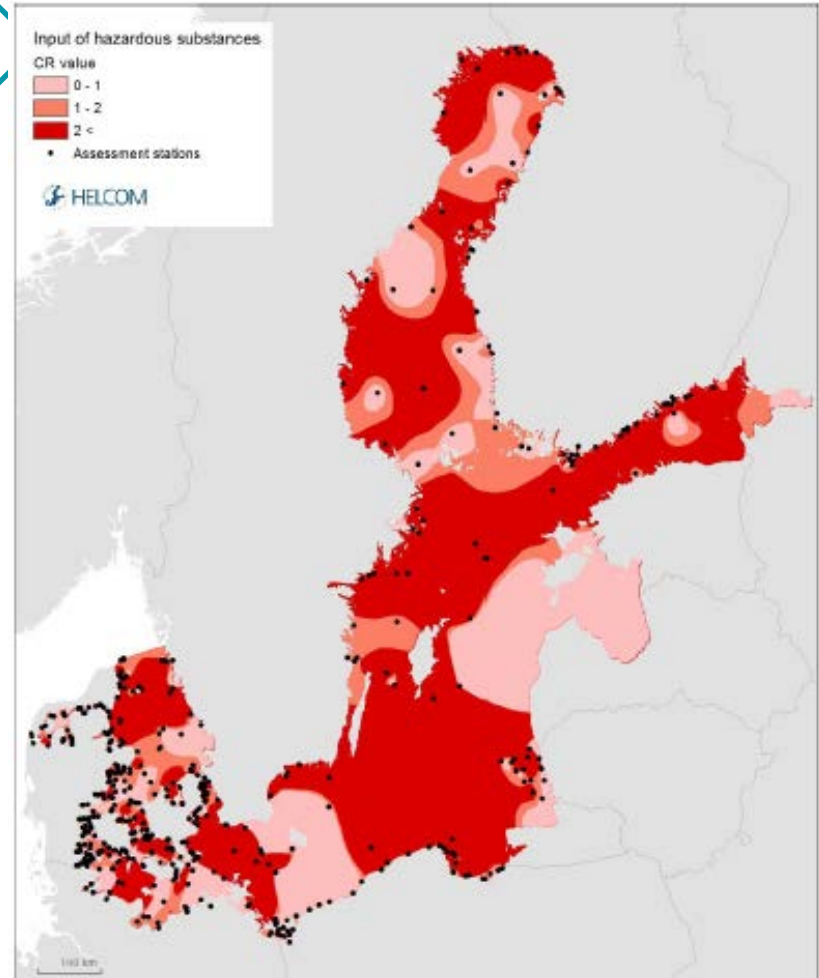 Input of hazardous substances
CR value
0 - 1
1 - 2
2 <
Assessment stations
HELCOM